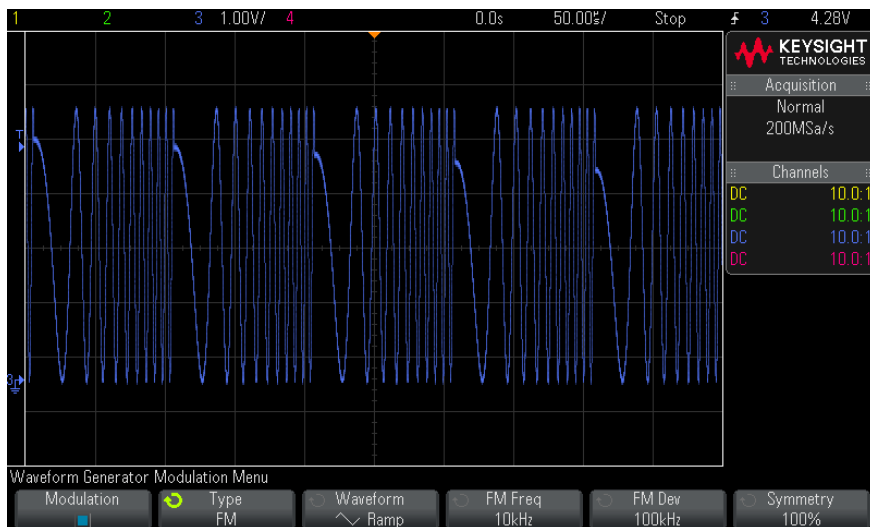 1 2 3 1.00V/ 4 0.0s 50.00㎲/ Stop 3 4.28V
KEYSIGHT
TECHNOLOGIES
Acquisition
Normal
200MSa/s
Channels
DC 10.0:1
DC 10.0:1
DC 10.0:1
DC 10.0:1
T
3
Waveform Generator Modulation Menu
Modulation Type Waveform FM Freq FM Dev Symmetry
FM Ramp 10kHz 100kHz 100%